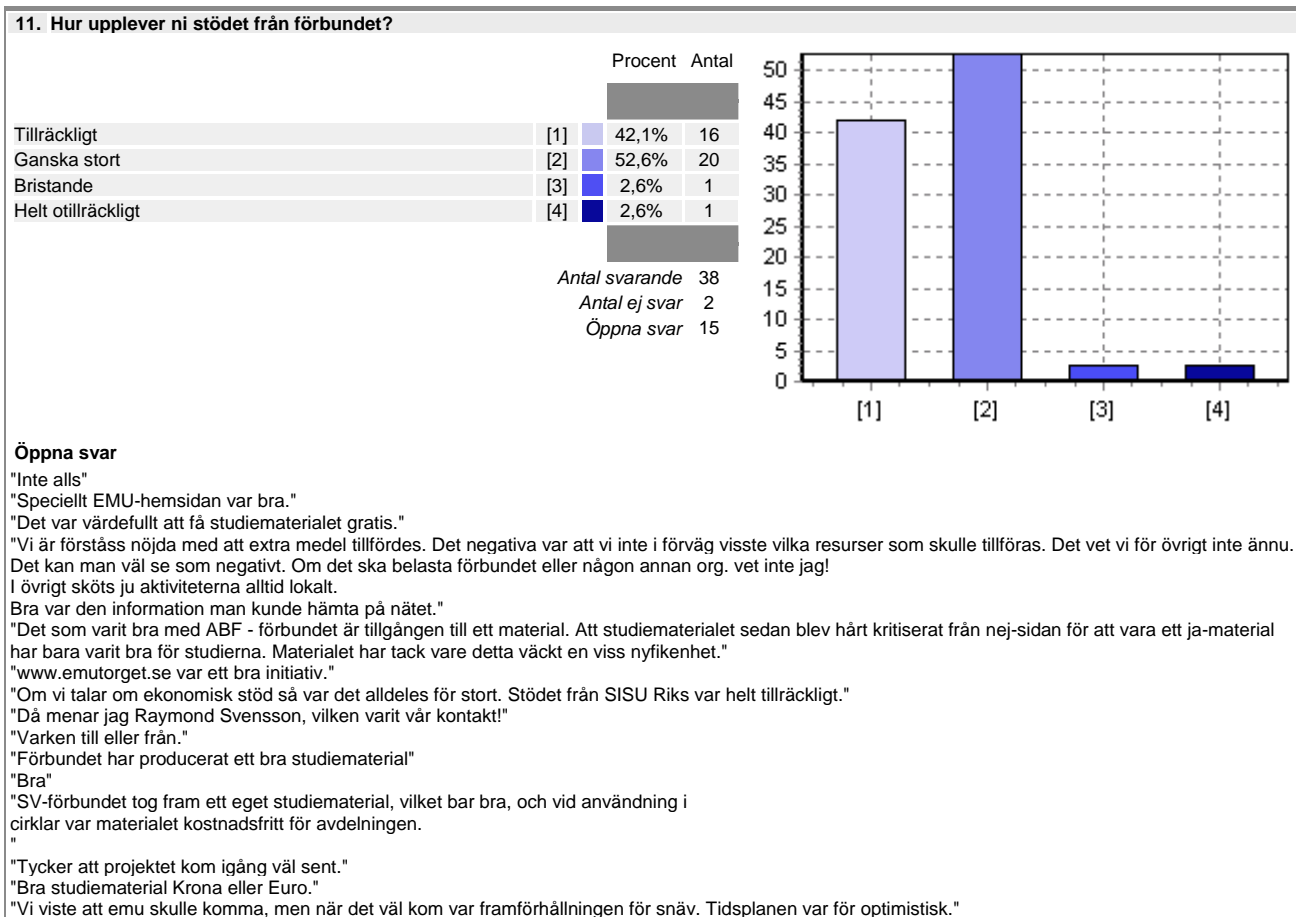 11. Hur upplever ni stödet från förbundet?
Procent Antal
Tillräckligt [1] 42,1% 16
Ganska stort [2] 52,6% 20
Bristande [3] 2,6% 1
Helt otillräckligt [4] 2,6% 1
Antal svarande 38
Antal ej svar 2
Öppna svar 15
50
45
40
35
30
25
20
15
10
5
0
[1] [2] [3] [4]
Öppna svar
"Inte alls"
"Speciellt EMU-hemsidan var bra."
"Det var värdefullt att få studiematerialet gratis."
"Vi är förståss nöjda med att extra medel tillfördes. Det negativa var att vi inte i förväg visste vilka resurser som skulle tillföras. Det vet vi för övrigt inte ännu.
Det kan man väl se som negativt. Om det ska belasta förbundet eller någon annan org. vet inte jag!
I övrigt sköts ju aktiviteterna alltid lokalt.
Bra var den information man kunde hämta på nätet."
"Det som varit bra med ABF - förbundet är tillgången till ett material. Att studiematerialet sedan blev hårt kritiserat från nej-sidan för att vara ett ja-material
har bara varit bra för studierna. Materialet har tack vare detta väckt en viss nyfikenhet."
"www.emutorget.se var ett bra initiativ."
"Om vi talar om ekonomisk stöd så var det alldeles för stort. Stödet från SISU Riks var helt tillräckligt."
"Då menar jag Raymond Svensson, vilken varit vår kontakt!"
"Varken till eller från."
"Förbundet har producerat ett bra studiematerial"
"Bra"
"SV-förbundet tog fram ett eget studiematerial, vilket bar bra, och vid användning i
cirklar var materialet kostnadsfritt för avdelningen.
"
"Tycker att projektet kom igång väl sent."
"Bra studiematerial Krona eller Euro."
"Vi viste att emu skulle komma, men när det väl kom var framförhållningen för snäv. Tidsplanen var för optimistisk."